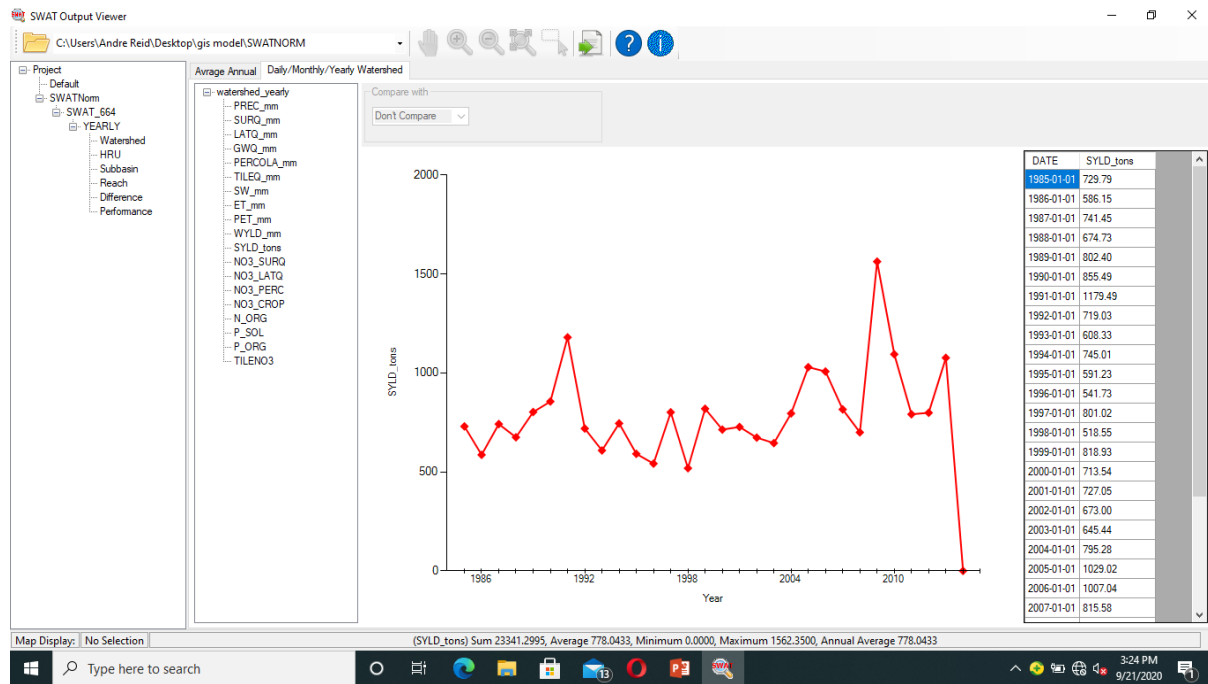 SWAT Output Viewer
C:\Users\Andre Reid\Desktop\gis model\SWATNORM
Project
Default
SWATNorm
SWAT_664
YEARLY
Watershed
HRU
Subbasin
Reach
Difference
Performance
Avrage Annual Daily/Monthly/Yearly Watershed
watershed_yearly
PREC_mm
SURQ_mm
LATQ_mm
GWQ_mm
PERCOLA_mm
TILEQ_mm
SW_mm
ET_mm
PET_mm
WYLD_mm
SYLD_tons
NO3_SURQ
NO3_LATQ
NO3_PERC
NO3_CROP
N_ORG
P_SOL
P_ORG
TILENO3
Compare with
Don't Compare
2000
1500
1000
500
0
SYLD_tons
1986 1992 1998 2004 2010
Year
DATE SYLD_tons
1985-01-01 729.79
1986-01-01 586.15
1987-01-01 741.45
1988-01-01 674.73
1989-01-01 802.40
1990-01-01 855.49
1991-01-01 1179.49
1992-01-01 719.03
1993-01-01 608.33
1994-01-01 745.01
1995-01-01 591.23
1996-01-01 541.73
1997-01-01 801.02
1998-01-01 518.55
1999-01-01 818.93
2000-01-01 713.54
2001-01-01 727.05
2002-01-01 673.00
2003-01-01 645.44
2004-01-01 795.28
2005-01-01 1029.02
2006-01-01 1007.04
2007-01-01 815.58
Map Display: No Selection (SYLD_tons) Sum 23341.2995, Average 778.0433, Minimum 0.0000, Maximum 1562.3500, Annual Average 778.0433
Type here to search
13
3:24 PM
9/21/2020
1